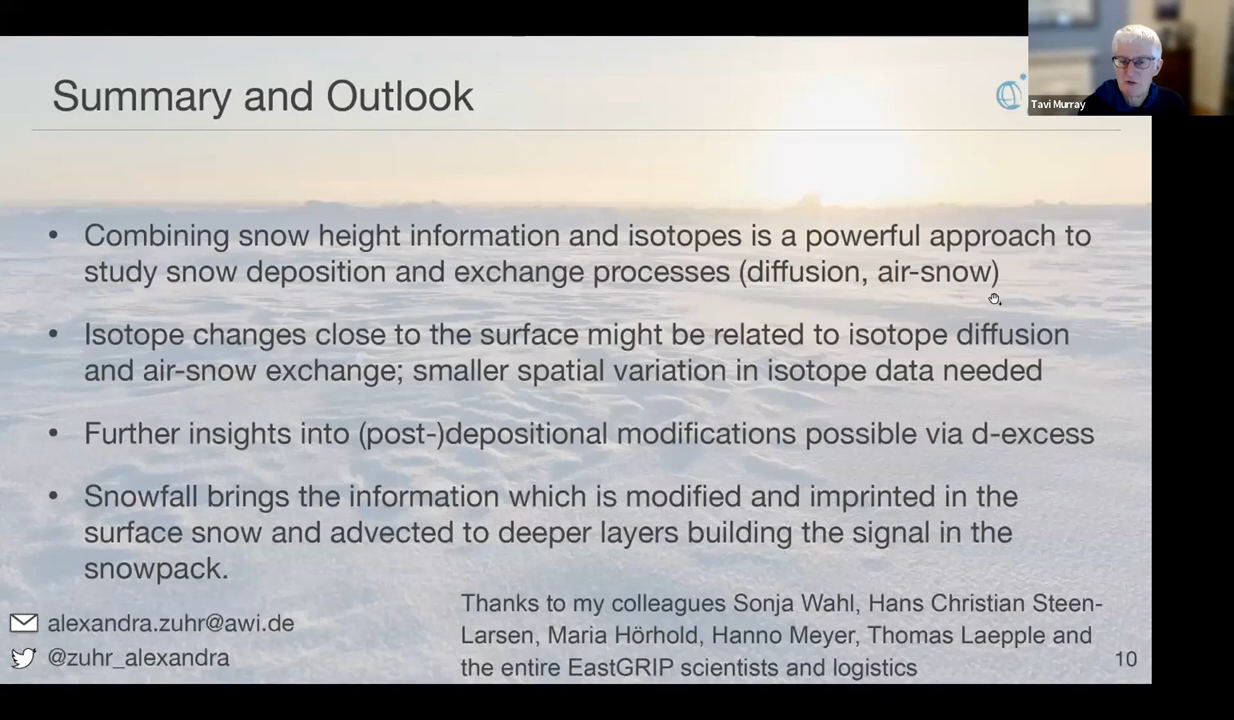 Summary and Outlook
Tavi Murray
• Combining snow height information and isotopes is a powerful approach to
study snow deposition and exchange processes (diffusion, air-snow)
• Isotope changes close to the surface might be related to isotope diffusion
and air-snow exchange; smaller spatial variation in isotope data needed
• Further insights into (post-)depositional modifications possible via d-excess
• Snowfall brings the information which is modified and imprinted in the
surface snow and advected to deeper layers building the signal in the
snowpack.
alexandra.zuhr@awi.de
@zuhr_alexandra
Thanks to my colleagues Sonja Wahl, Hans Christian Steen-
Larsen, Maria Hörhold, Hanno Meyer, Thomas Laepple and
the entire EastGRIP scientists and logistics
10